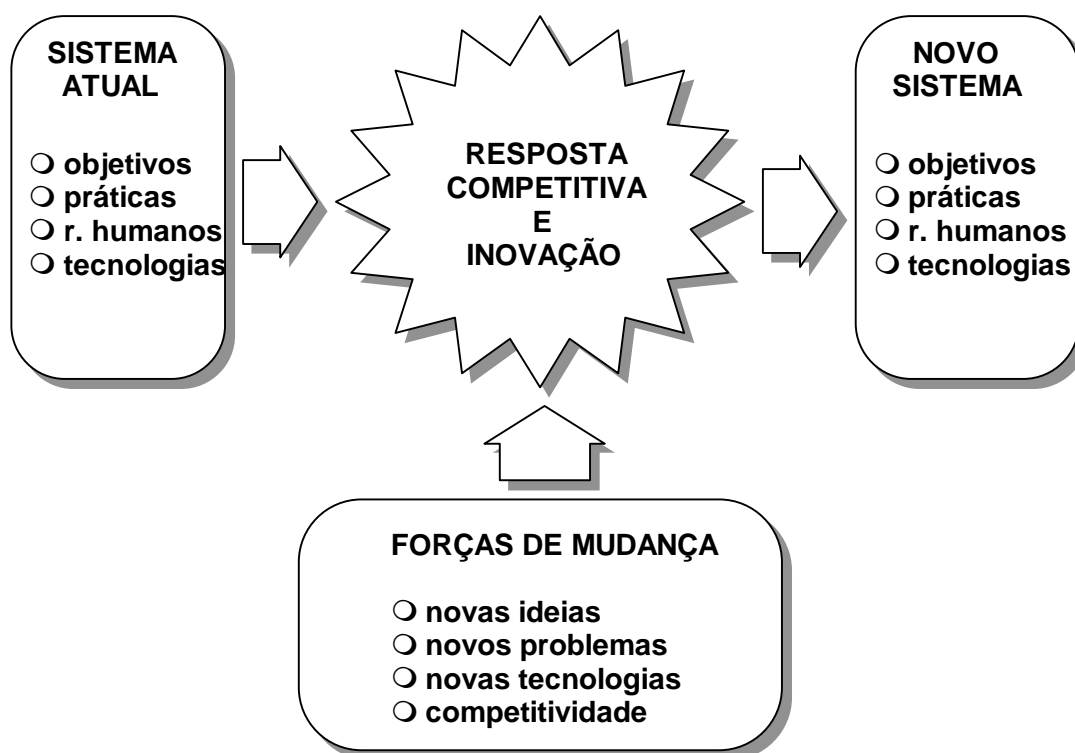 SISTEMA
ATUAL
❍ objetivos
❍ práticas
❍ r. humanos
❍ tecnologias
RESPOSTA
COMPETITIVA
E
INOVAÇÃO
NOVO
SISTEMA
❍ objetivos
❍ práticas
❍ r. humanos
❍ tecnologias
FORÇAS DE MUDANÇA
❍ novas ideias
❍ novos problemas
❍ novas tecnologias
❍ competitividade